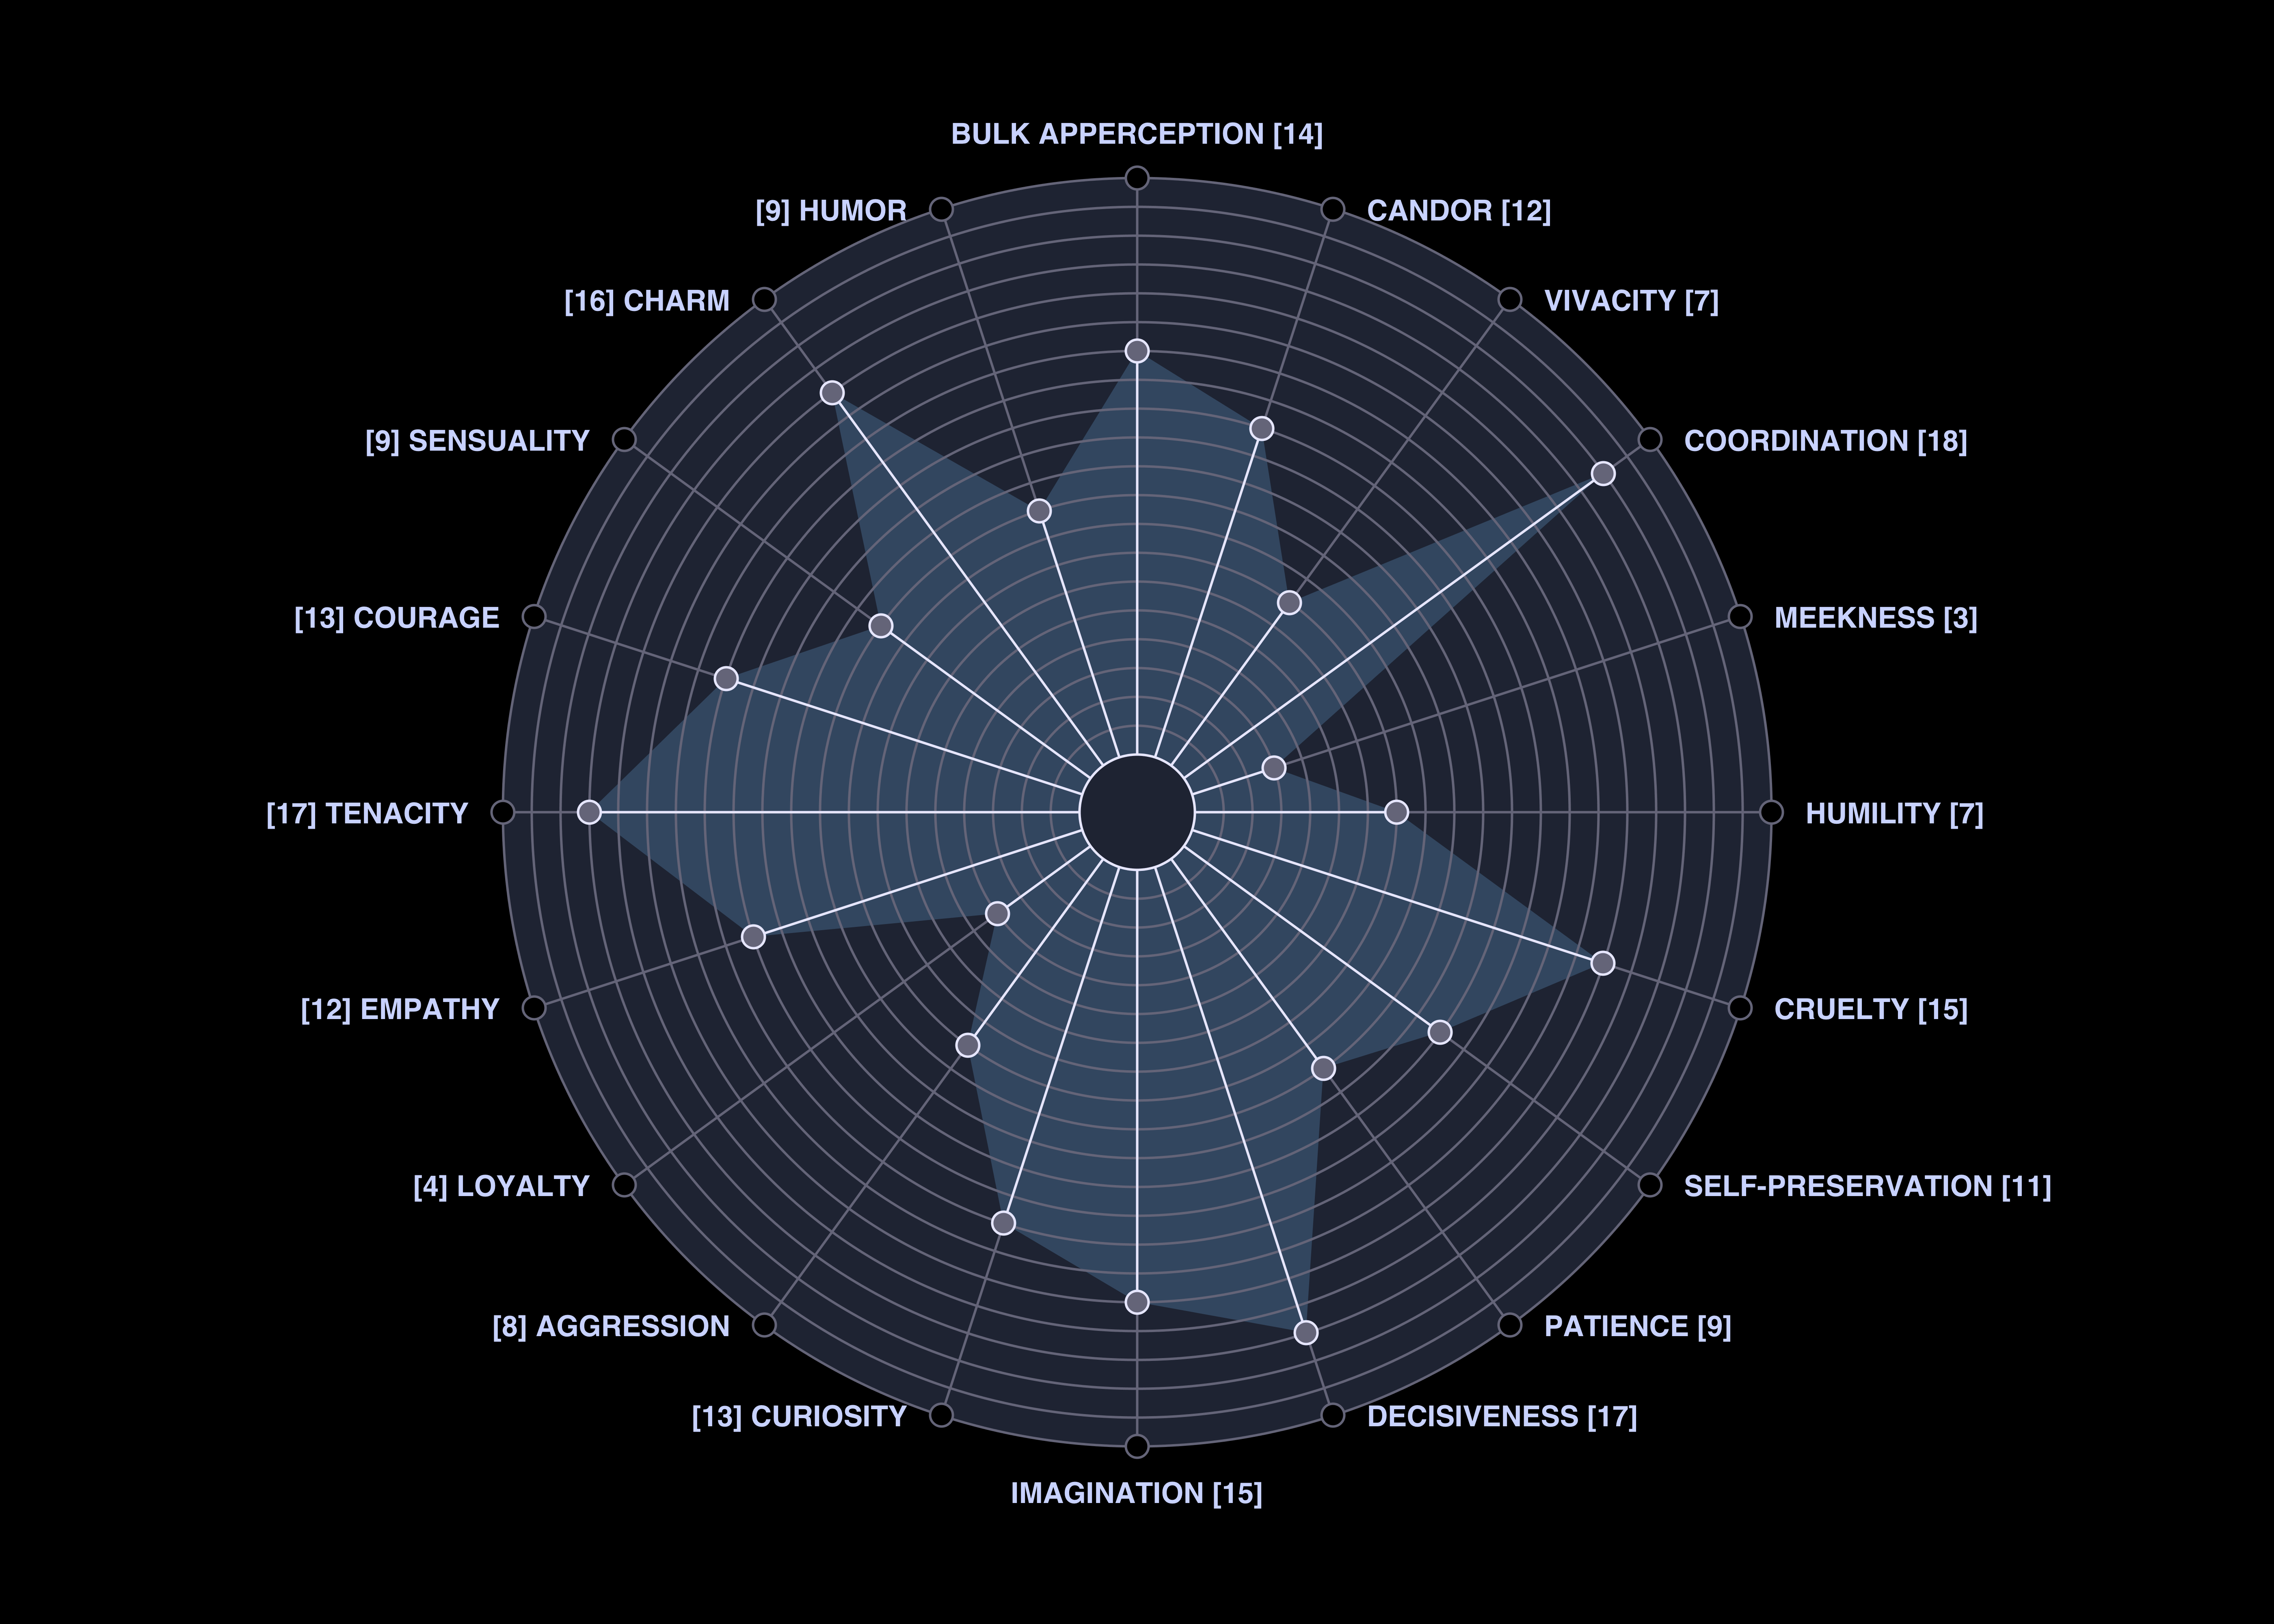 BULK APPERCEPTION [14]
[9] HUMOR
CANDOR [12]
[16] CHARM
VIVACITY [7]
[9] SENSUALITY
COORDINATION [18]
[13] COURAGE
MEEKNESS [3]
[17] TENACITY
HUMILITY [7]
[12] EMPATHY
CRUELTY [15]
[4] LOYALTY
SELF-PRESERVATION [11]
[8] AGGRESSION
PATIENCE [9]
[13] CURIOSITY
DECISIVENESS [17]
IMAGINATION [15]